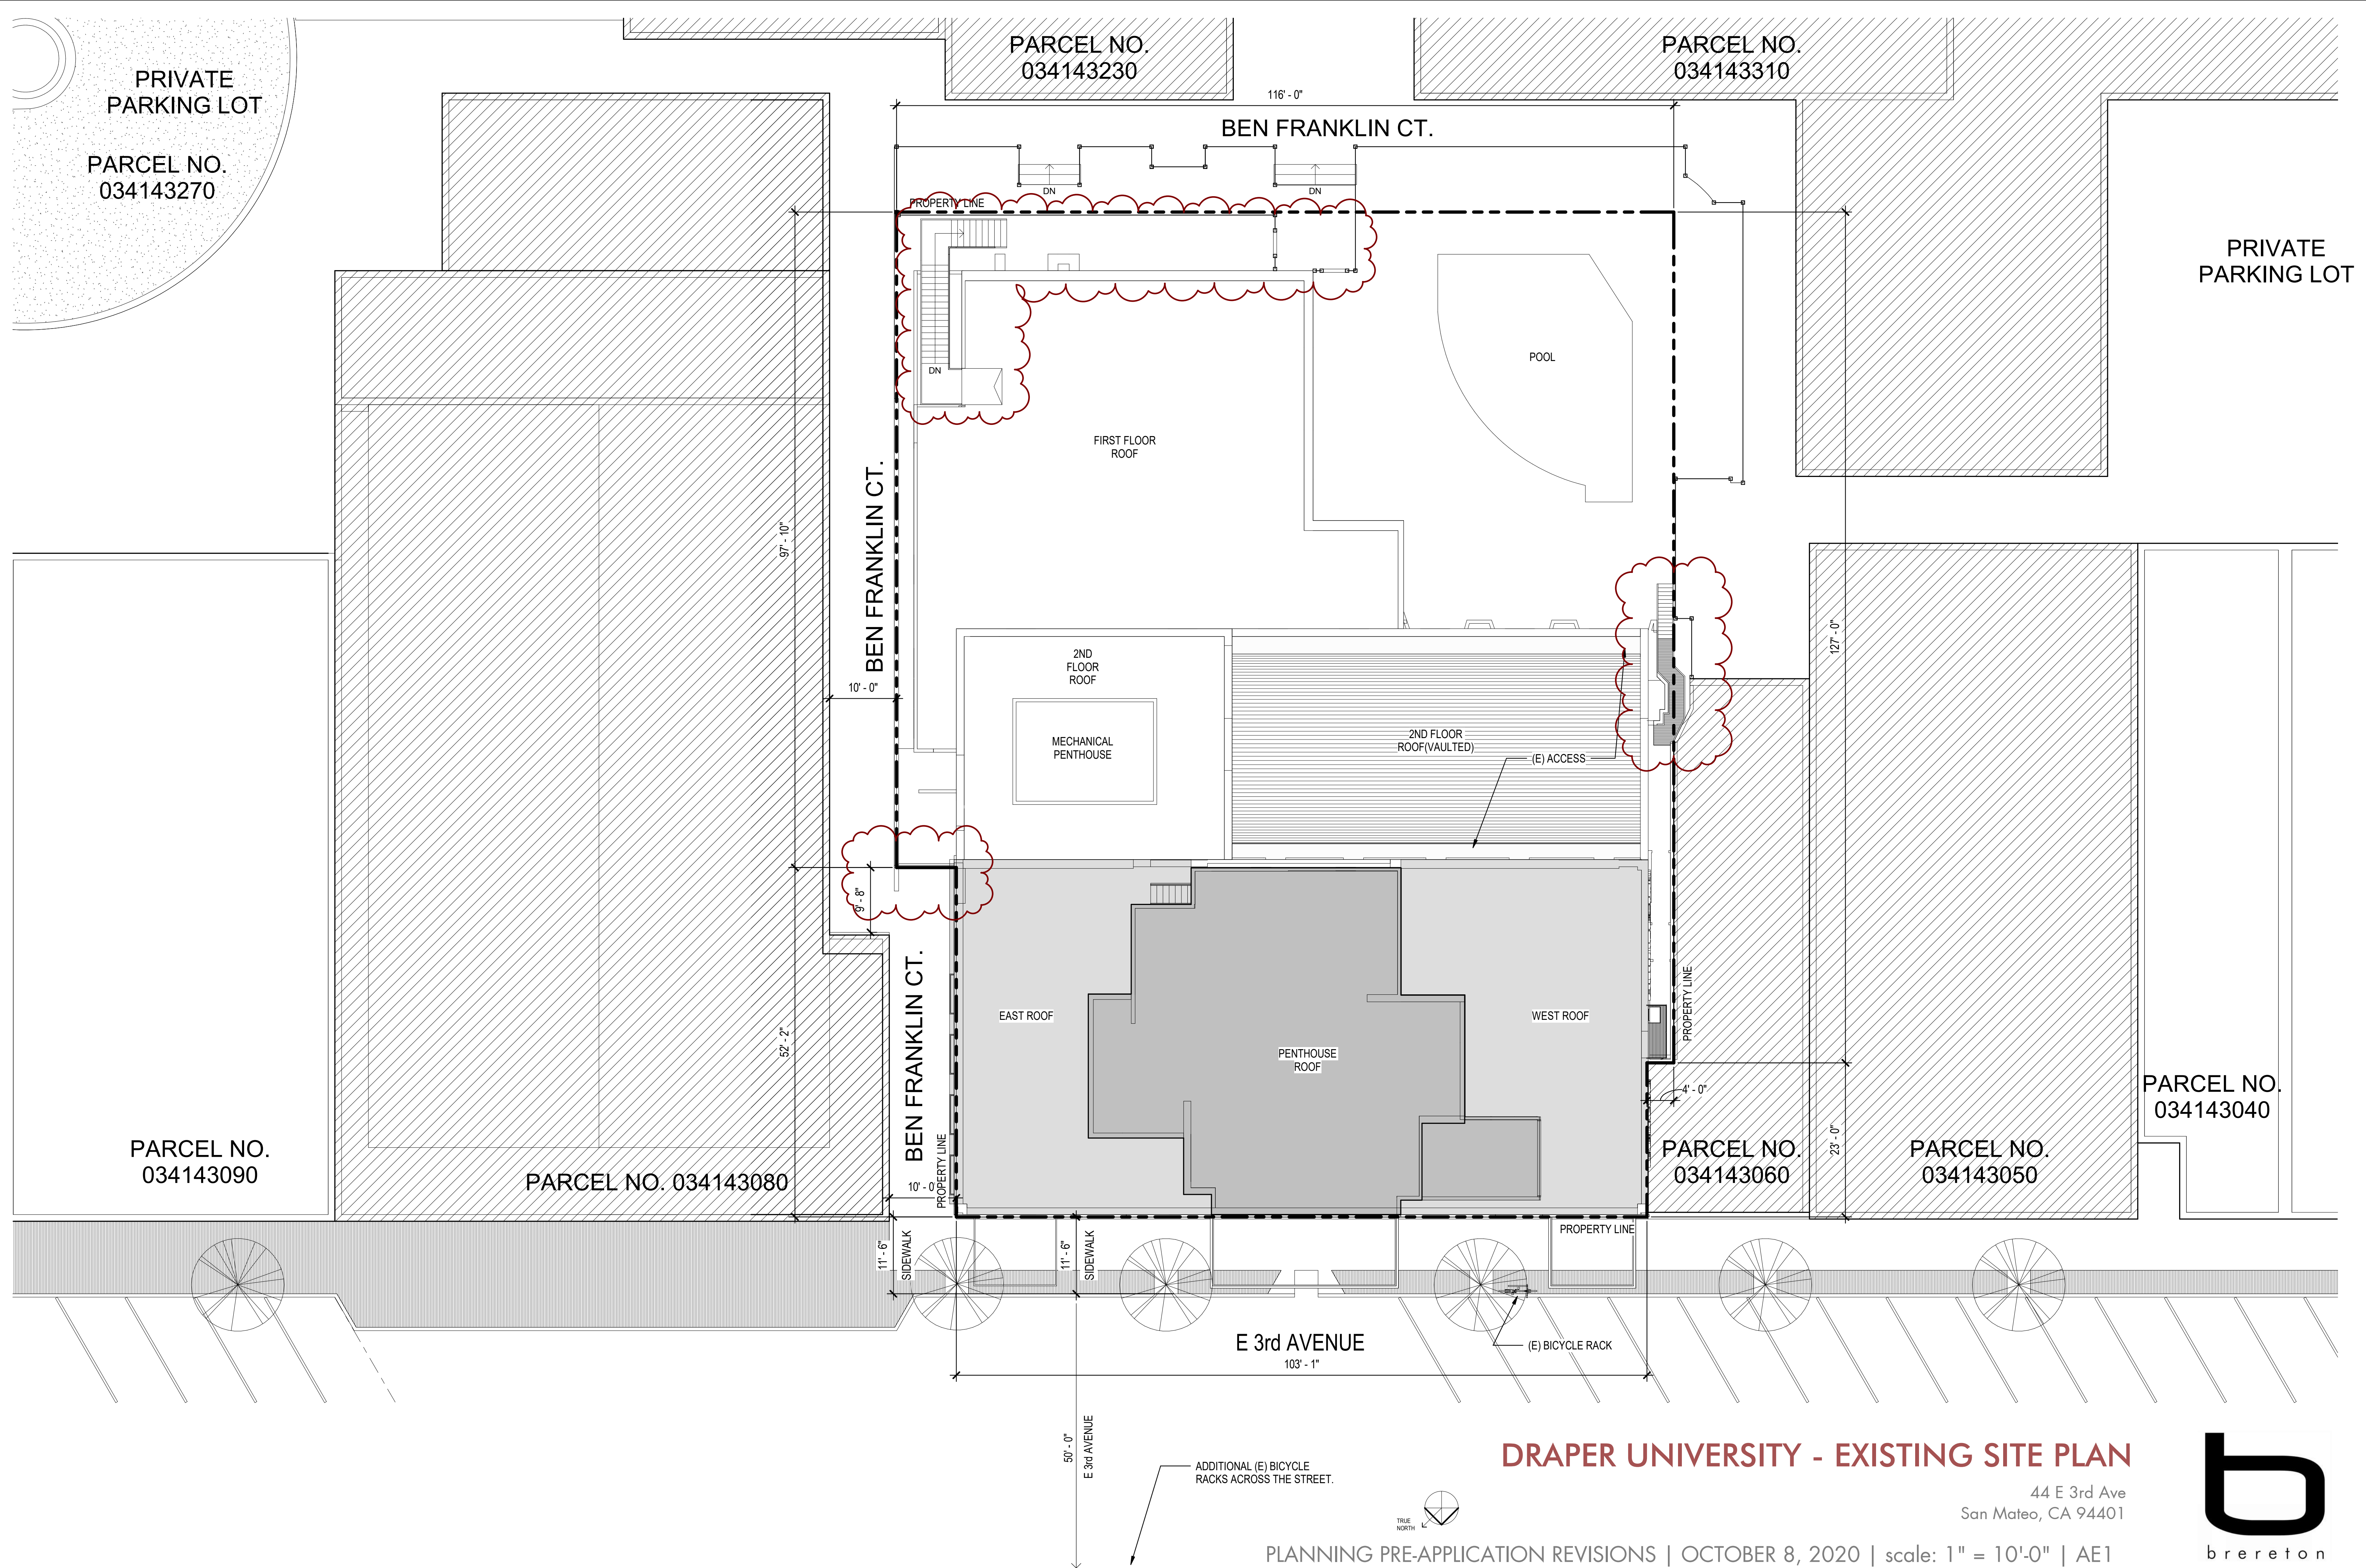 PARCEL NO.
034143230
PARCEL NO.
034143310
PRIVATE
PARKING LOT
116' - 0"
BEN FRANKLIN CT.
PARCEL NO.
034143270
DN
DN
PROPERTY LINE
PRIVATE
PARKING LOT
POOL
DN
FIRST FLOOR
ROOF
BEN FRANKLIN CT.
97' - 10"
127' - 0"
2ND
FLOOR
ROOF
10' - 0"
MECHANICAL
PENTHOUSE
2ND FLOOR
ROOF(VAULTED)
(E) ACCESS
9' - 8"
BEN FRANKLIN CT.
PROPERTY LINE
EAST ROOF
WEST ROOF
52' - 2"
PENTHOUSE
ROOF
4' - 0"
PARCEL NO.
034143040
PARCEL NO.
034143090
PARCEL NO. 034143080
PROPERTY LINE
10' - 0
PARCEL NO.
034143060
PARCEL NO.
034143050
23' - 0"
PROPERTY LINE
11' - 6"
SIDEWALK
11' - 6"
SIDEWALK
E 3rd AVENUE
103' - 1"
(E) BICYCLE RACK
50' - 0"
E 3rd AVENUE
ADDITIONAL (E) BICYCLE
RACKS ACROSS THE STREET.
TRUE
NORTH
DRAPER UNIVERSITY - EXISTING SITE PLAN
44 E 3rd Ave
San Mateo, CA 94401
PLANNING PRE-APPLICATION REVISIONS | OCTOBER 8, 2020 | scale: 1" = 10'-0" | AE1
b
brereton